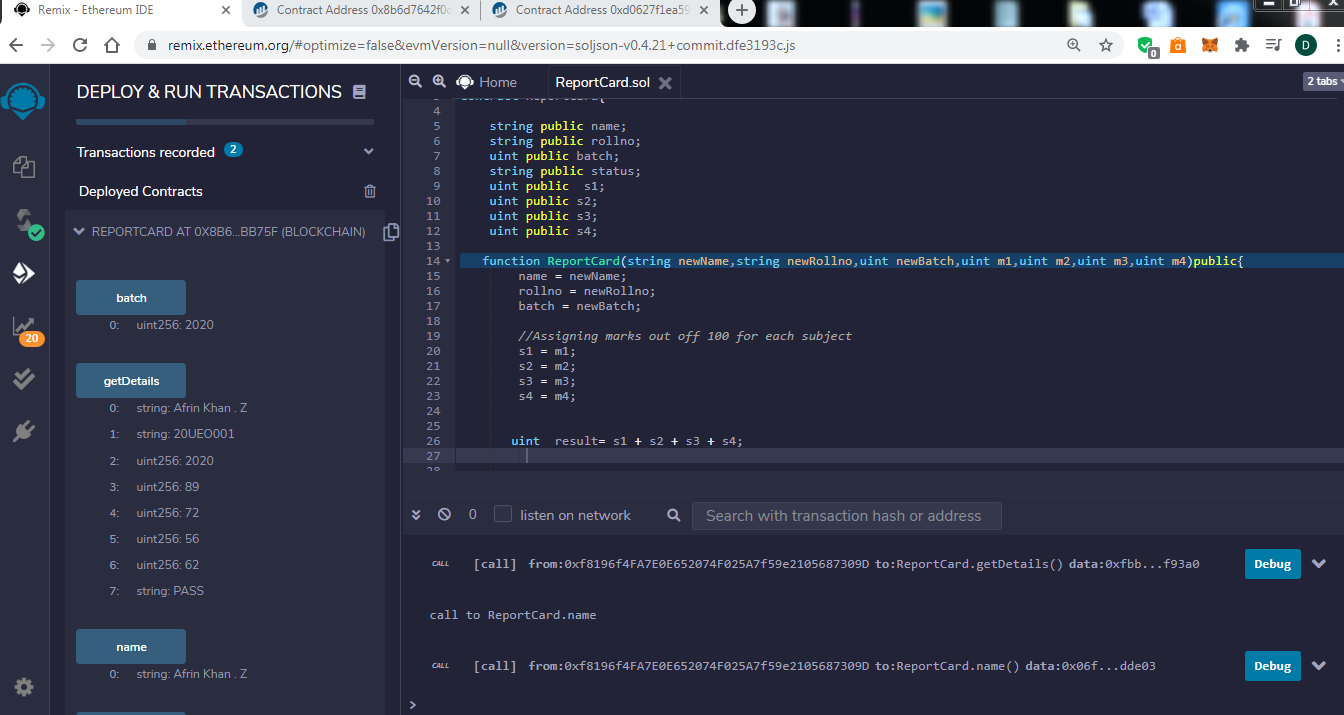 Remix - Ethereum IDE
Contract Address 0x8b6d7642f0c
Contract Address 0xd0627f1ea59
remix.ethereum.org/#optimize=false&evmVersion=null&version=soljson-v0.4.21+commit.dfe3193c.js
0
D
DEPLOY & RUN TRANSACTIONS
Transactions recorded 2
Deployed Contracts
REPORTCARD AT 0X8B6...BB75F (BLOCKCHAIN)
batch
0: uint256: 2020
getDetails
0: string: Afrin Khan . Z
1: string: 20UEO001
2: uint256: 2020
3: uint256: 89
4: uint256: 72
5: uint256: 56
6: uint256: 62
7: string: PASS
name
0: string: Afrin Khan . Z
20
Home
ReportCard.sol
2 tabs
4
5 string public name;
6 string public rollno;
7 uint public batch;
8 string public status;
9 uint public  s1;
10 uint public s2;
11 uint public s3;
12 uint public s4;
13
14 function ReportCard(string newName,string newRollno,uint newBatch,uint m1,uint m2,uint m3,uint m4)public{
15 name = newName;
16 rollno = newRollno;
17 batch = newBatch;
18
19 //Assigning marks out off 100 for each subject
20 s1 = m1;
21 s2 = m2;
22 s3 = m3;
23 s4 = m4;
24
25
26 uint  result= s1 + s2 + s3 + s4;
27
28
0 listen on network Search with transaction hash or address
CALL [call] from:0xf8196f4FA7E0E652074F025A7f59e2105687309D to:ReportCard.getDetails() data:0xfbb...f93a0 Debug
call to ReportCard.name
CALL [call] from:0xf8196f4FA7E0E652074F025A7f59e2105687309D to:ReportCard.name() data:0x06f...dde03 Debug
>